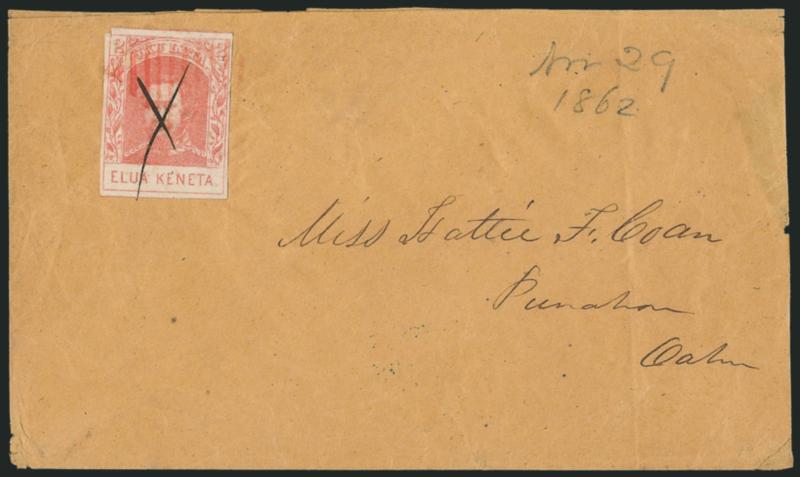 Nov 29
1862
ELUA KENETA.
Miss Hattie F. Coan
Punahou
Oahu